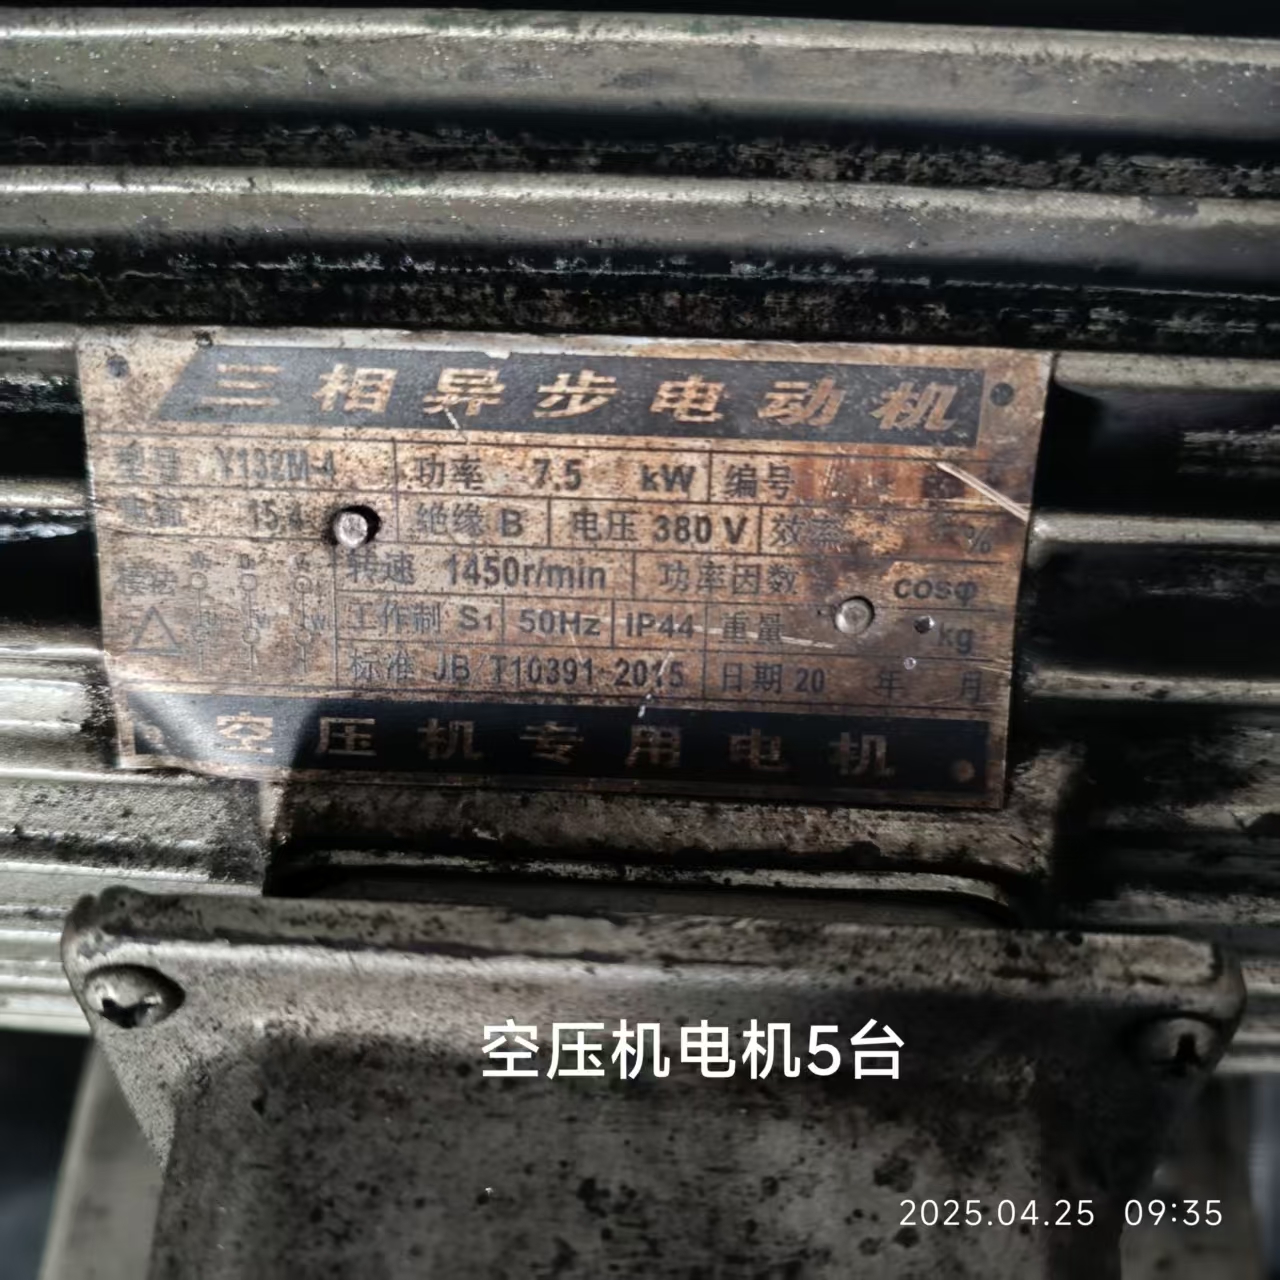 三相异步电动机
型号 Y132M-4 功率 7.5 kW 编号
电流 15.4 绝缘 B 电压 380 V 效率 %
接法 转速 1450r/min 功率因数 cosφ
△ 工作制 S1 50Hz IP44 重量 kg
标准 JB/T10391-2015 日期 20 年 月
空压机专用电机
空压机电机5台
2025.04.25 09:35